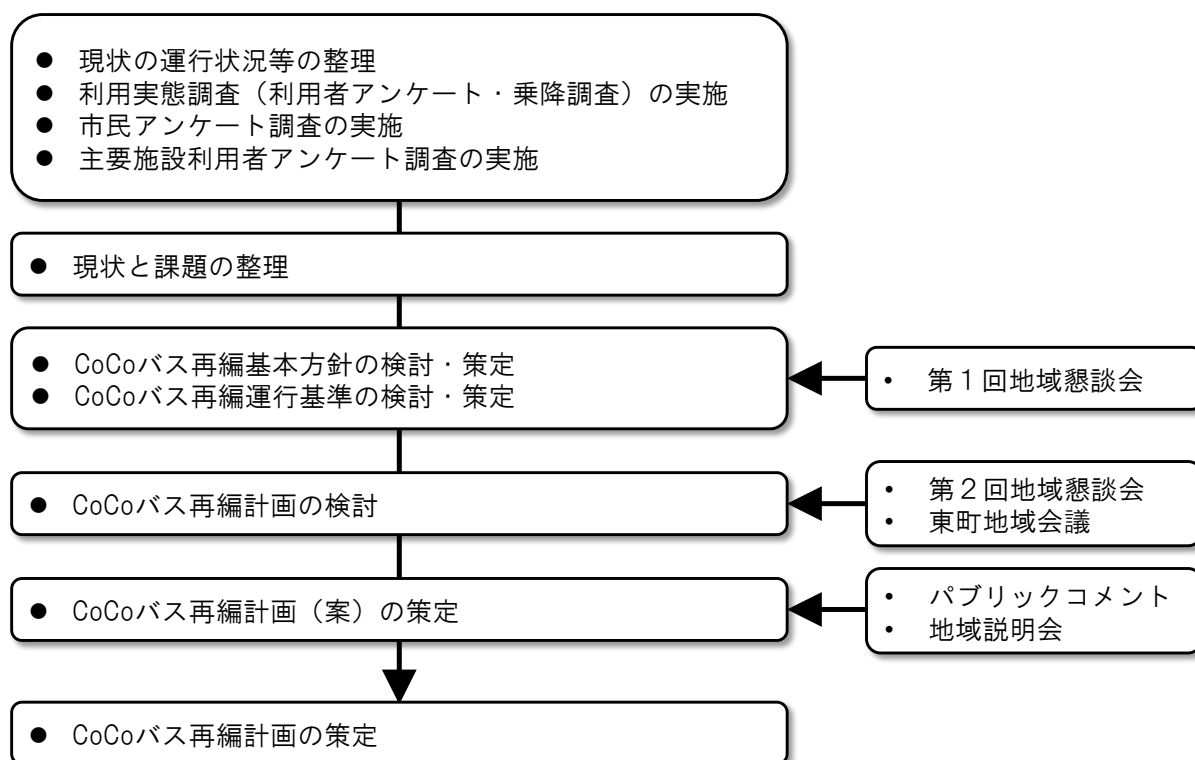 ● 現状の運行状況等の整理
● 利用実態調査（利用者アンケート・乗降調査）の実施
● 市民アンケート調査の実施
● 主要施設利用者アンケート調査の実施
● 現状と課題の整理
● CoCoバス再編基本方針の検討・策定
● CoCoバス再編運行基準の検討・策定
• 第１回地域懇談会
● CoCoバス再編計画の検討
• 第２回地域懇談会
• 東町地域会議
● CoCoバス再編計画（案）の策定
• パブリックコメント
• 地域説明会
● CoCoバス再編計画の策定